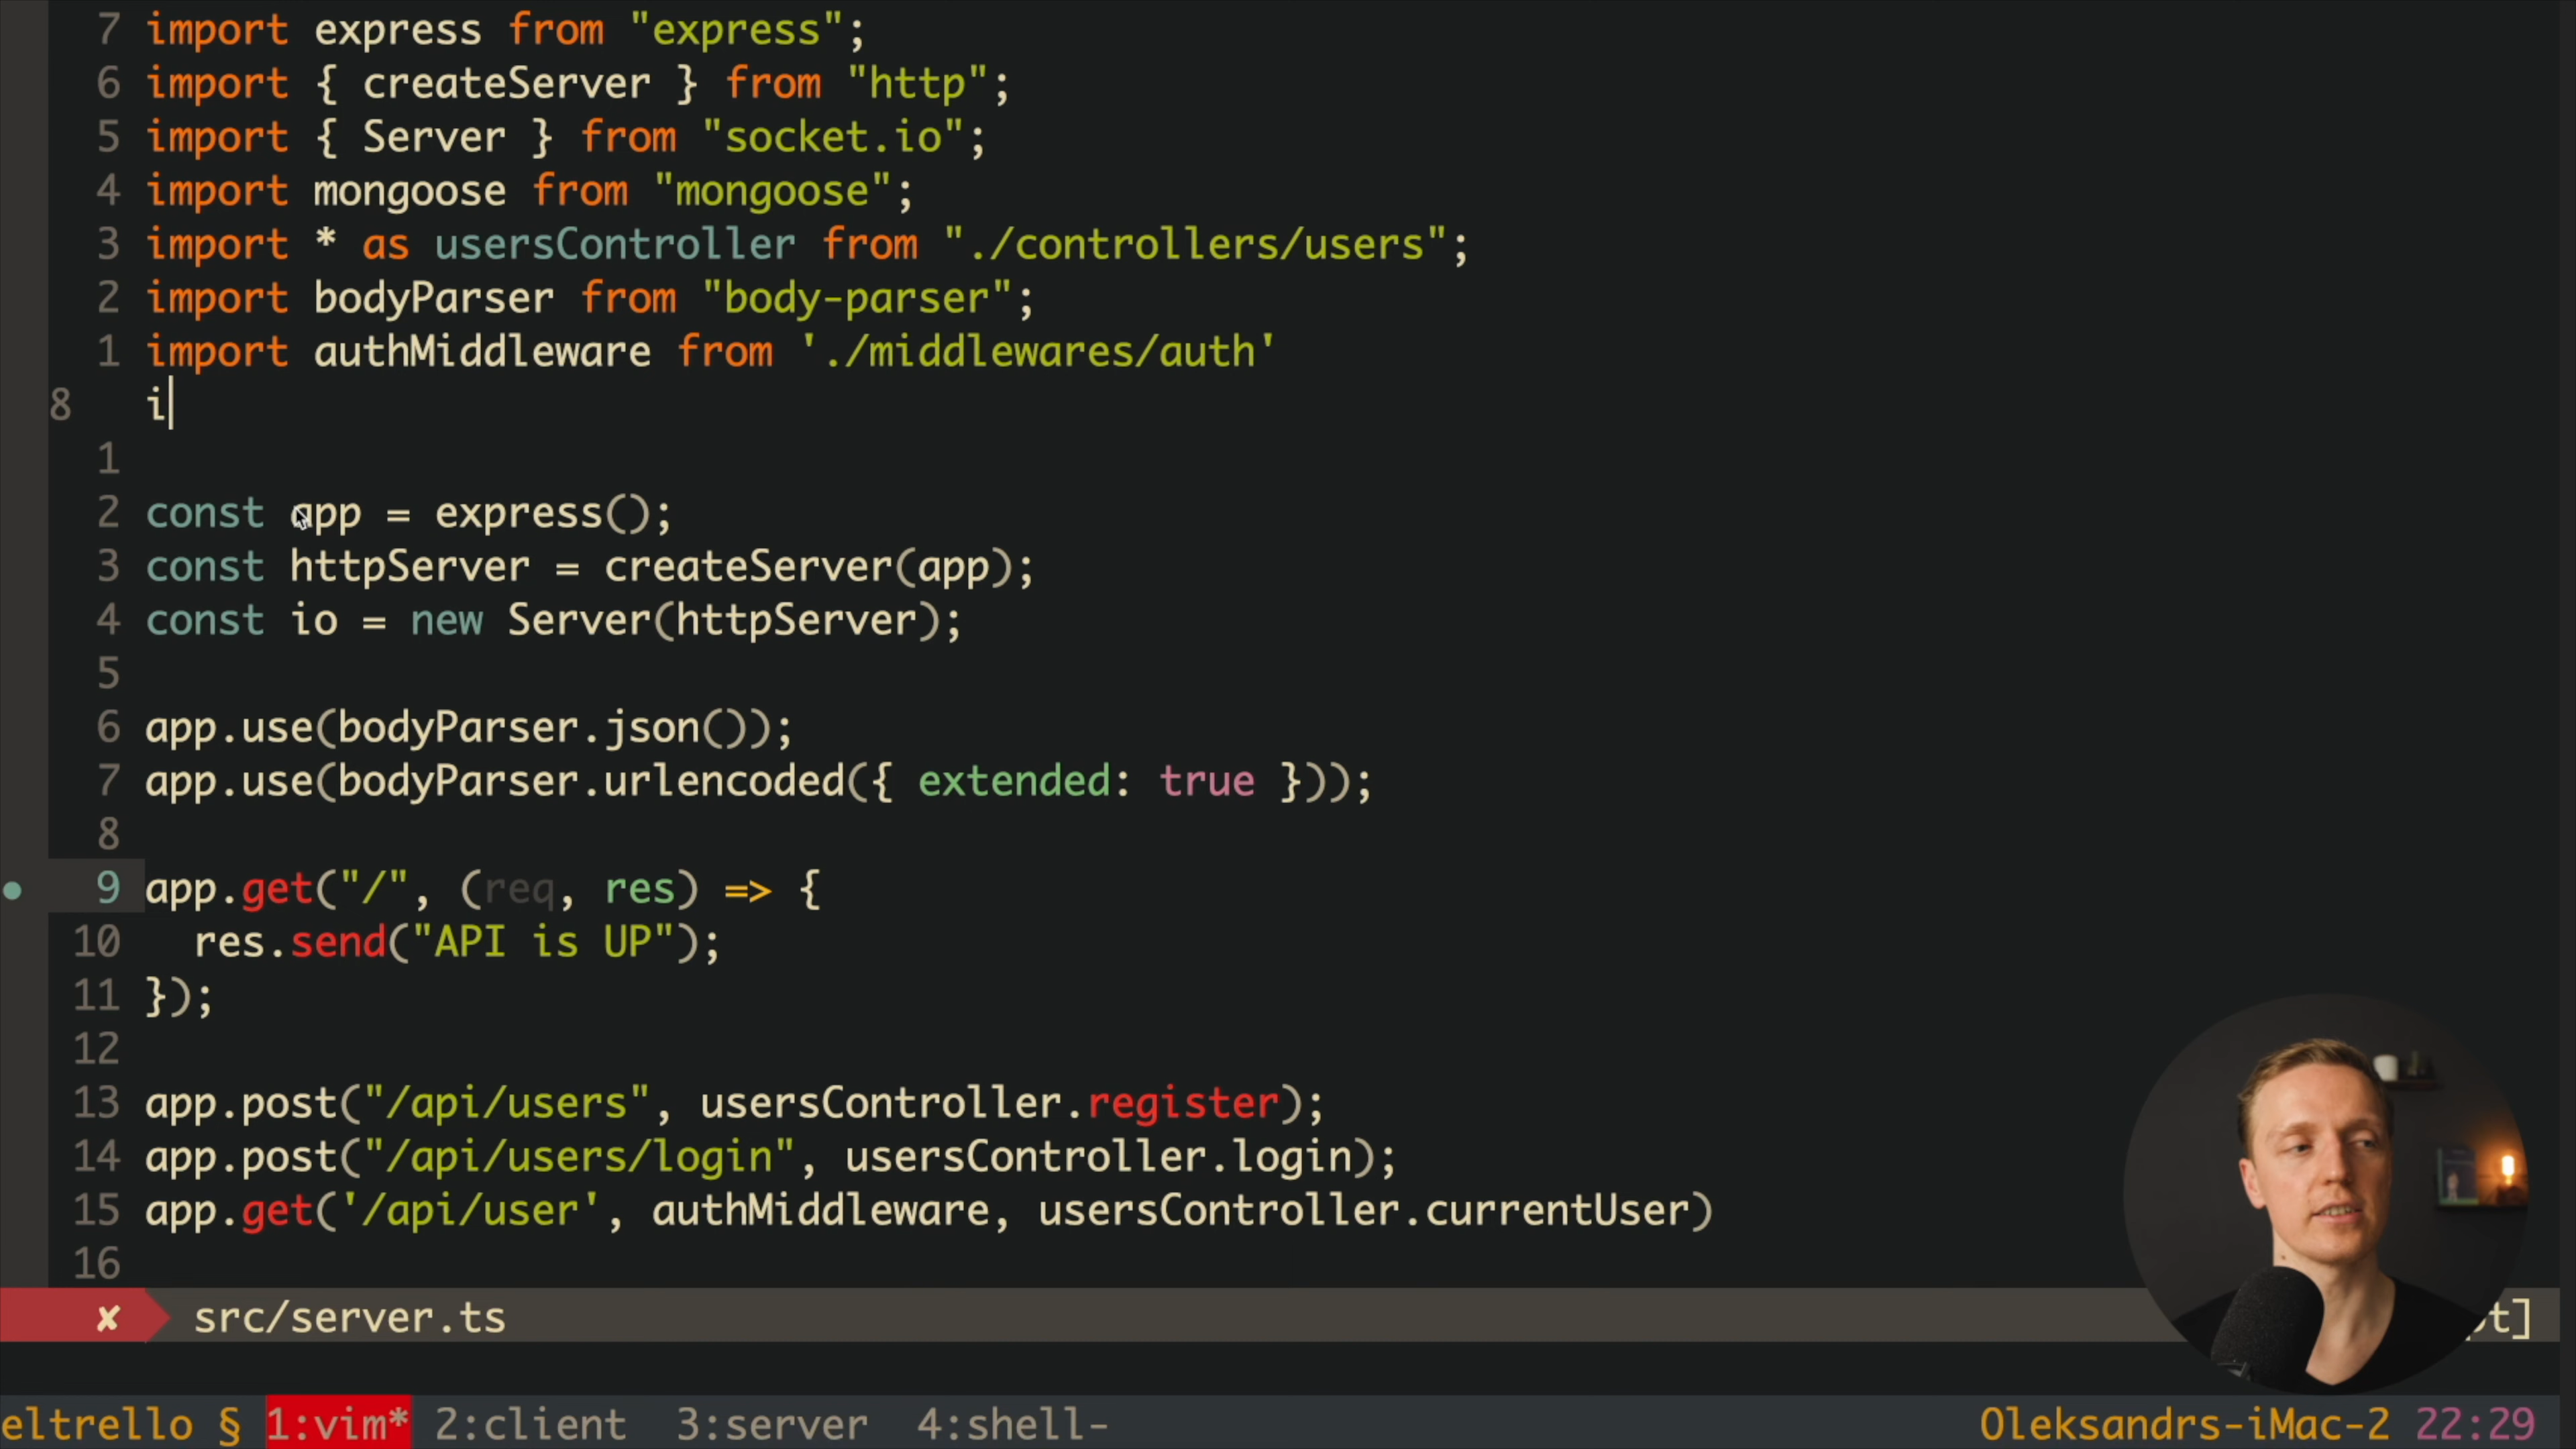 7 import express from "express";
6 import { createServer } from "http";
5 import { Server } from "socket.io";
4 import mongoose from "mongoose";
3 import * as usersController from "./controllers/users";
2 import bodyParser from "body-parser";
1 import authMiddleware from './middlewares/auth'
8 i
1
2 const app = express();
3 const httpServer = createServer(app);
4 const io = new Server(httpServer);
5
6 app.use(bodyParser.json());
7 app.use(bodyParser.urlencoded({ extended: true }));
8
9 app.get("/", (req, res) => {
10   res.send("API is UP");
11 });
12
13 app.post("/api/users", usersController.register);
14 app.post("/api/users/login", usersController.login);
15 app.get('/api/user', authMiddleware, usersController.currentUser)
16
✘ src/server.ts
eltrello § 1:vim* 2:client 3:server 4:shell- Oleksandrs-iMac-2 22:29